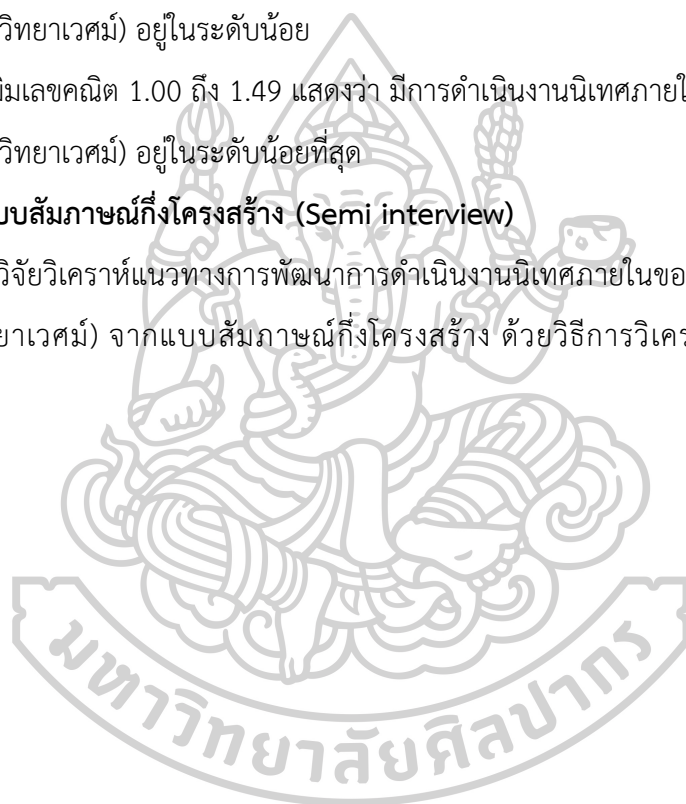 วิทยาเวศม์) อยู่ในระดับน้อย
มเลขคณิต 1.00 ถึง 1.49 แสดงว่า มีการดำเนินงานนิเทศภายใ
วิทยาเวศม์) อยู่ในระดับน้อยที่สุด
บบสัมภาษณ์กึ่งโครงสร้าง (Semi interview)
วิจัยวิเคราห์แนวทางการพัฒนาการดำเนินงานนิเทศภายในขอ
ยาเวศม์) จากแบบสัมภาษณ์กึ่งโครงสร้าง ด้วยวิธีการวิเคร
มหาวิทยาลัยศิลปากร